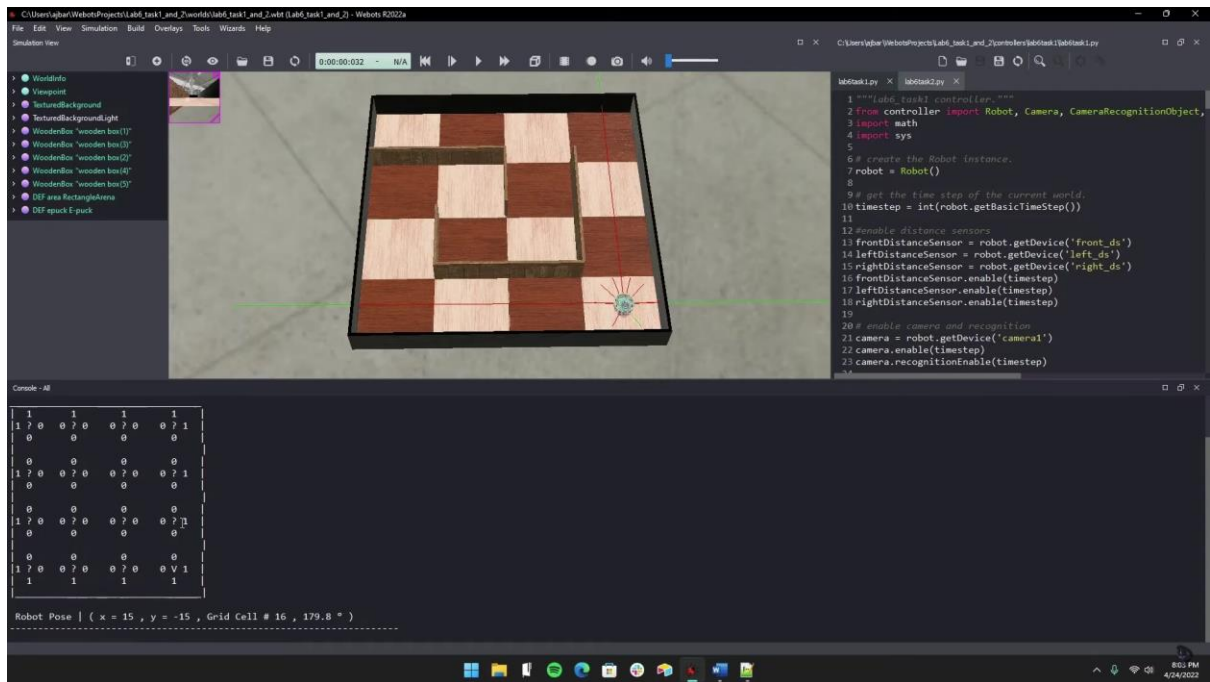 C:\Users\ajbar\WebotsProjects\Lab6_task1_and_2\worlds\lab6_task1_and_2.wbt (Lab6_task1_and_2) - Webots R2022a
File Edit View Simulation Build Overlays Tools Wizards Help
Simulation View
0:00:00:032 - N/A
WorldInfo
Viewpoint
TexturedBackground
TexturedBackgroundLight
WoodenBox "wooden box(1)"
WoodenBox "wooden box(3)"
WoodenBox "wooden box(2)"
WoodenBox "wooden box(4)"
WoodenBox "wooden box(5)"
DEF area RectangleArena
DEF epuck E-puck
C:\Users\ajbar\WebotsProjects\Lab6_task1_and_2\controllers\lab6task1\lab6task1.py
lab6task1.py × lab6task2.py ×
1 """lab6_task1 controller."""
2 from controller import Robot, Camera, CameraRecognitionObject,
3 import math
4 import sys
5
6 # create the Robot instance.
7 robot = Robot()
8
9 # get the time step of the current world.
10 timestep = int(robot.getBasicTimeStep())
11
12 #enable distance sensors
13 frontDistanceSensor = robot.getDevice('front_ds')
14 leftDistanceSensor = robot.getDevice('left_ds')
15 rightDistanceSensor = robot.getDevice('right_ds')
16 frontDistanceSensor.enable(timestep)
17 leftDistanceSensor.enable(timestep)
18 rightDistanceSensor.enable(timestep)
19
20 # enable camera and recognition
21 camera = robot.getDevice('camera1')
22 camera.enable(timestep)
23 camera.recognitionEnable(timestep)
Console - All
| 1 1 1 1 |
|1 ? 0 0 ? 0 0 ? 0 0 ? 1 |
| 0 0 0 0 |
| |
| 0 0 0 0 |
|1 ? 0 0 ? 0 0 ? 0 0 ? 1 |
| 0 0 0 0 |
| |
| 0 0 0 0 |
|1 ? 0 0 ? 0 0 ? 0 0 ? 1 |
| 0 0 0 0 |
| |
| 0 0 0 0 |
|1 ? 0 0 ? 0 0 ? 0 0 V 1 |
| 1 1 1 1 |
Robot Pose | ( x = 15 , y = -15 , Grid Cell # 16 , 179.8 ° )
8:03 PM
4/24/2022